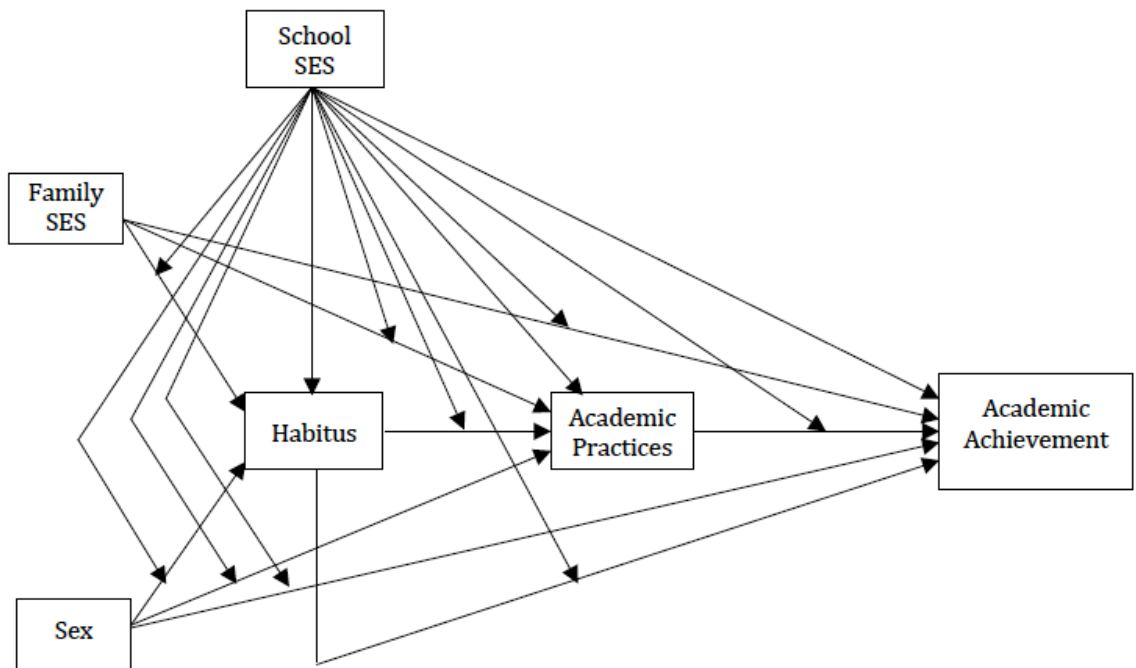 School
SES
Family
SES
Habitus
Academic
Practices
Academic
Achievement
Sex